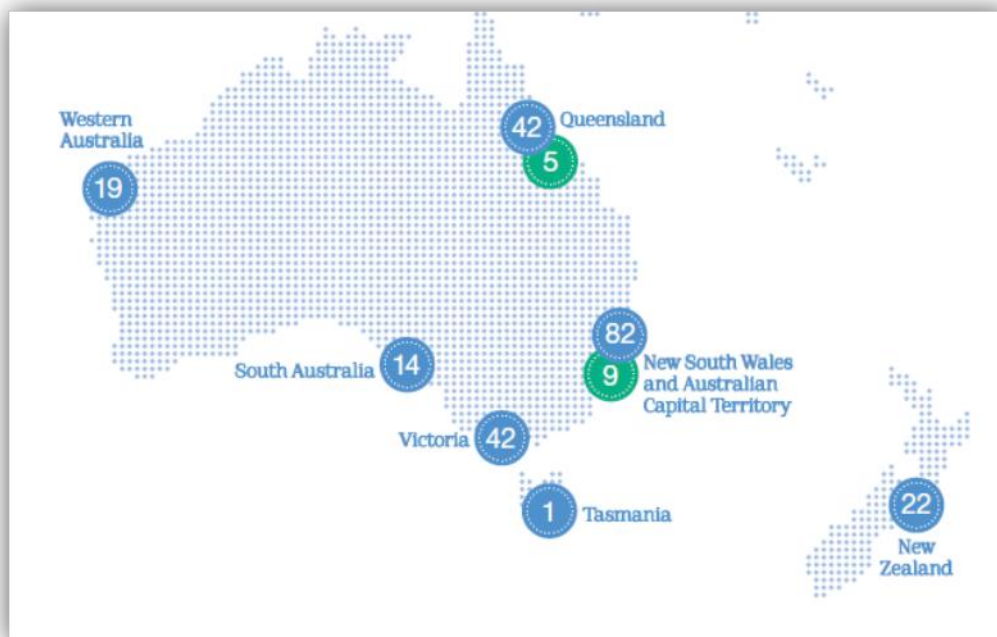 Western
Australia
19
42
Queensland
5
82
9
New South Wales
and Australian
Capital Territory
South Australia
14
Victoria
42
1
Tasmania
22
New
Zealand